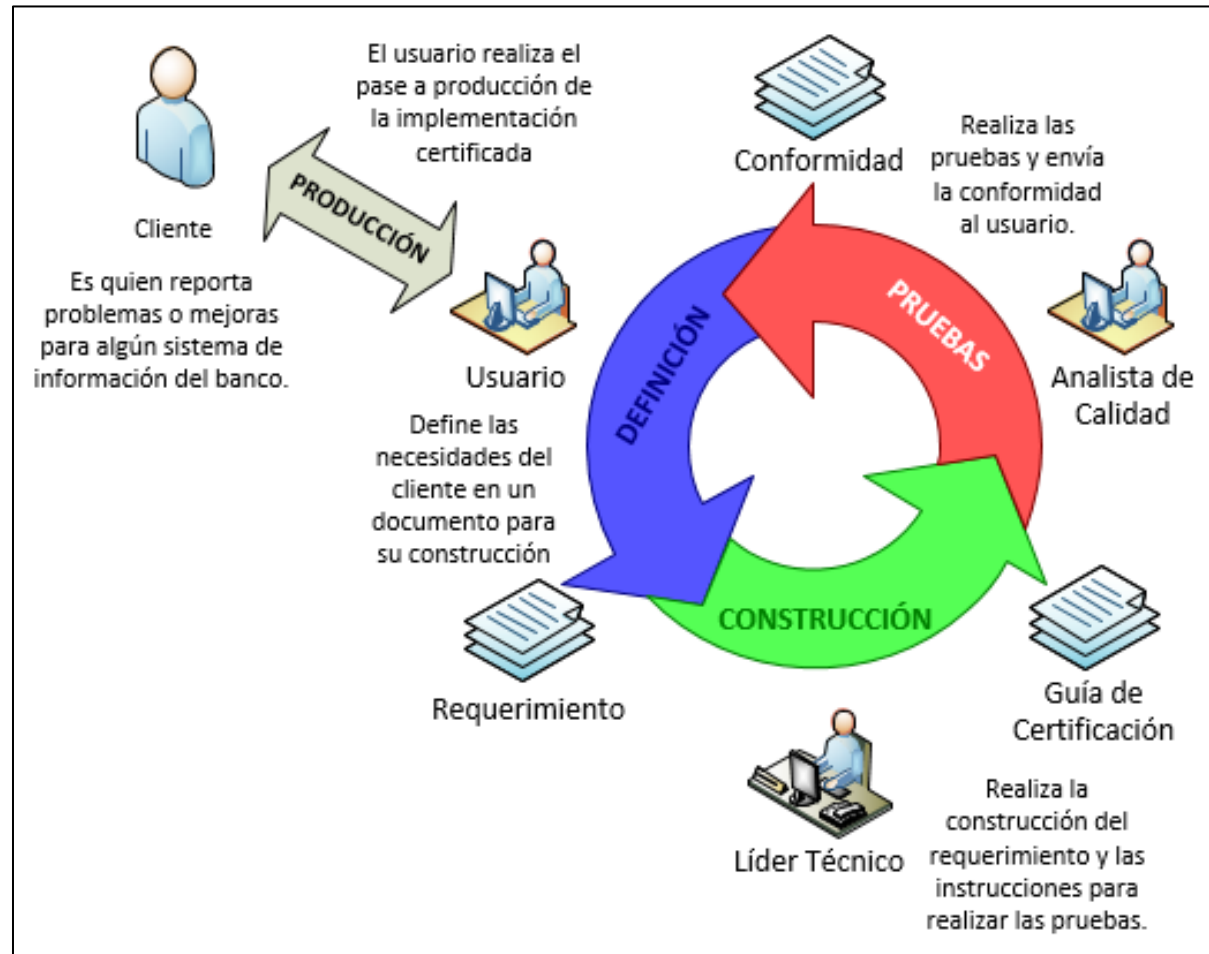 El usuario realiza el
pase a producción de
la implementación
certificada
PRODUCCIÓN
Cliente
Es quien reporta
problemas o mejoras
para algún sistema de
información del banco.
Usuario
Define las
necesidades del
cliente en un
documento para
su construcción
DEFINICIÓN
Requerimiento
CONSTRUCCIÓN
Líder Técnico
Realiza la
construcción del
requerimiento y las
instrucciones para
realizar las pruebas.
Guía de
Certificación
PRUEBAS
Analista de
Calidad
Realiza las
pruebas y envía
la conformidad
al usuario.
Conformidad